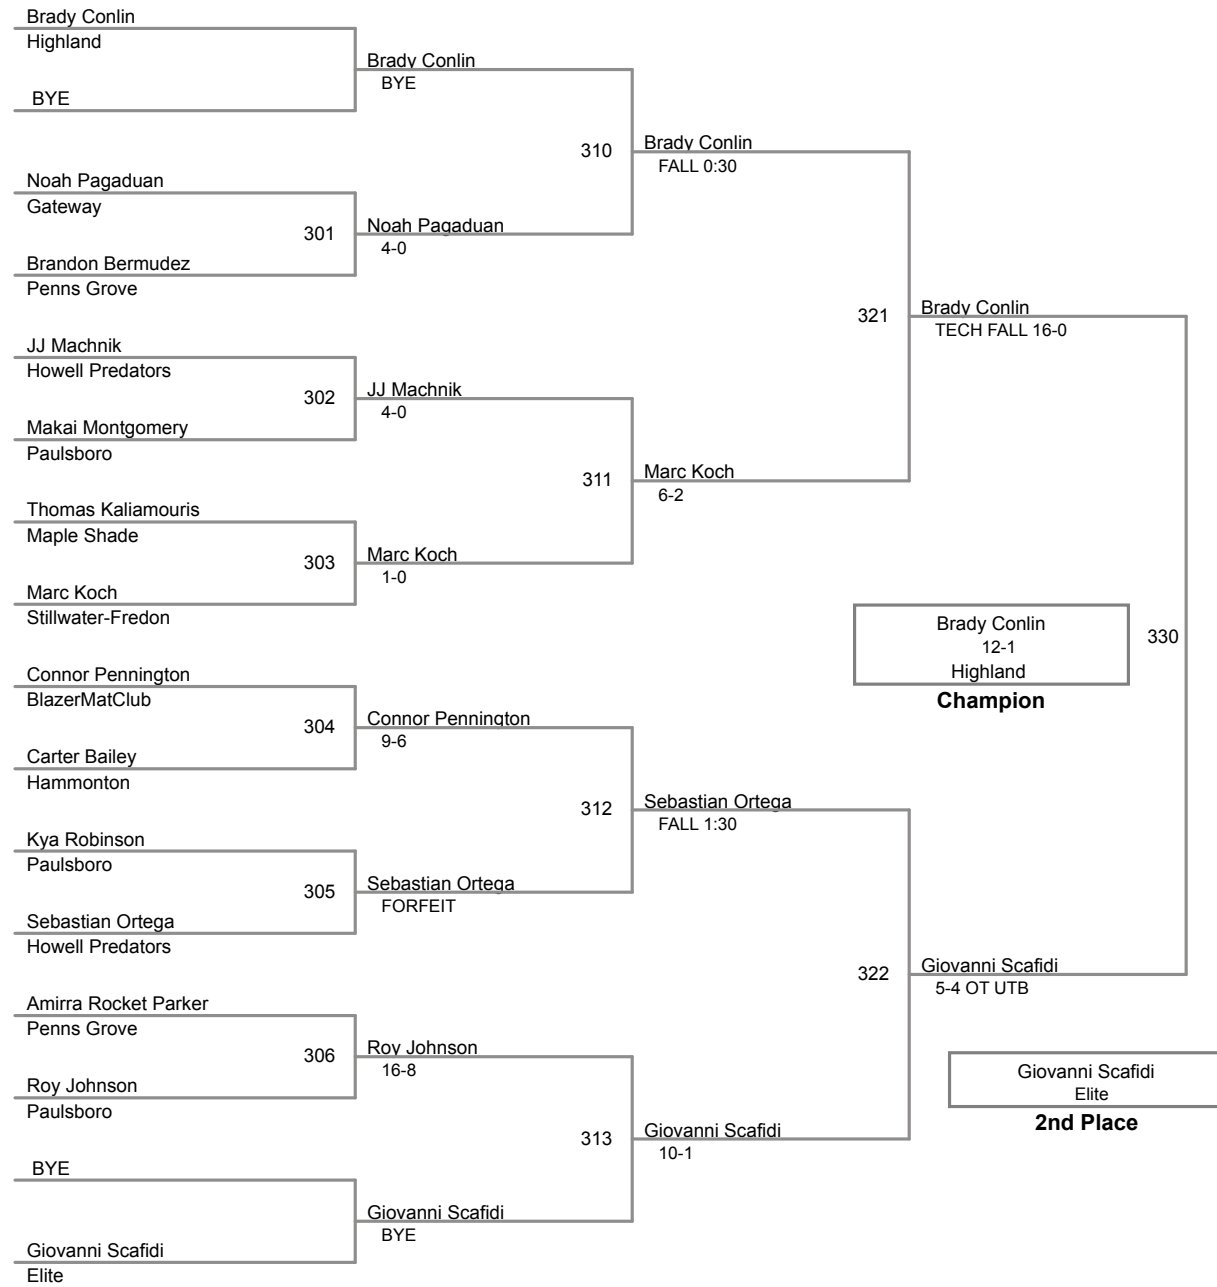 Brady Conlin
Highland
BYE
Brady Conlin
BYE
310
Brady Conlin
FALL 0:30
Noah Pagaduan
Gateway
301
Noah Pagaduan
4-0
Brandon Bermudez
Penns Grove
321
Brady Conlin
TECH FALL 16-0
JJ Machnik
Howell Predators
302
JJ Machnik
4-0
Makai Montgomery
Paulsboro
311
Marc Koch
6-2
Thomas Kaliamouris
Maple Shade
303
Marc Koch
1-0
Marc Koch
Stillwater-Fredon
Brady Conlin
12-1
Highland
Champion
330
Connor Pennington
BlazerMatClub
304
Connor Pennington
9-6
Carter Bailey
Hammonton
312
Sebastian Ortega
FALL 1:30
Kya Robinson
Paulsboro
305
Sebastian Ortega
FORFEIT
Sebastian Ortega
Howell Predators
322
Giovanni Scafidi
5-4 OT UTB
Amirra Rocket Parker
Penns Grove
306
Roy Johnson
16-8
Roy Johnson
Paulsboro
Giovanni Scafidi
Elite
2nd Place
313
Giovanni Scafidi
10-1
BYE
Giovanni Scafidi
BYE
Giovanni Scafidi
Elite